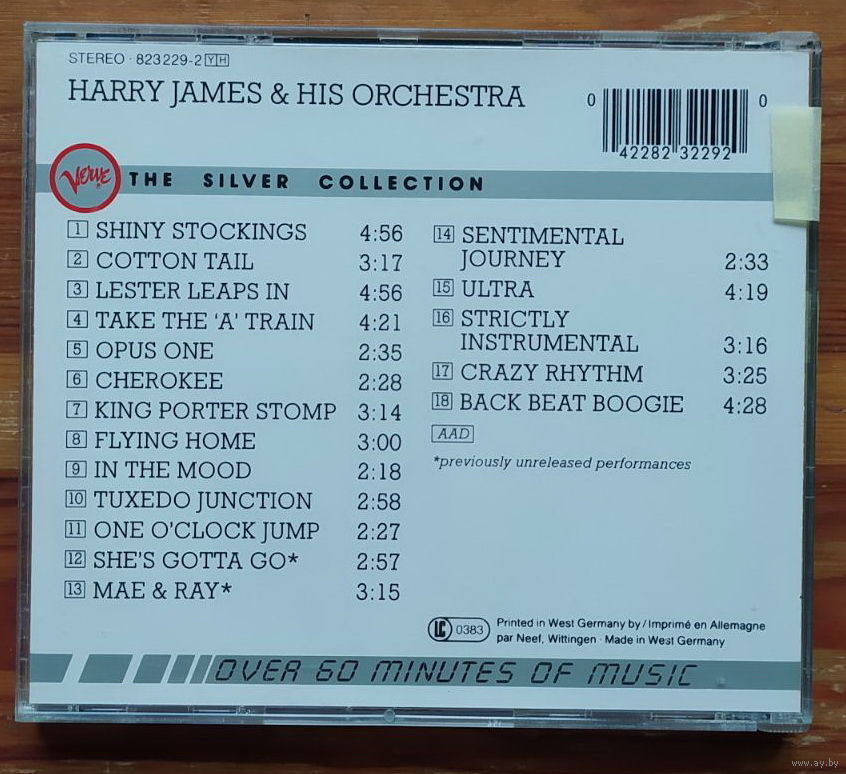 STEREO · 823229-2 YH
HARRY JAMES & HIS ORCHESTRA
0 42282 32292 0
Verve
THE SILVER COLLECTION
1 SHINY STOCKINGS 4:56
2 COTTON TAIL 3:17
3 LESTER LEAPS IN 4:56
4 TAKE THE ‘A’ TRAIN 4:21
5 OPUS ONE 2:35
6 CHEROKEE 2:28
7 KING PORTER STOMP 3:14
8 FLYING HOME 3:00
9 IN THE MOOD 2:18
10 TUXEDO JUNCTION 2:58
11 ONE O'CLOCK JUMP 2:27
12 SHE'S GOTTA GO* 2:57
13 MAE & RAY* 3:15
14 SENTIMENTAL
JOURNEY 2:33
15 ULTRA 4:19
16 STRICTLY
INSTRUMENTAL 3:16
17 CRAZY RHYTHM 3:25
18 BACK BEAT BOOGIE 4:28
AAD
*previously unreleased performances
LC 0383
Printed in West Germany by / Imprimé en Allemagne
par Neef, Wittingen · Made in West Germany
OVER 60 MINUTES OF MUSIC
www.ay.by